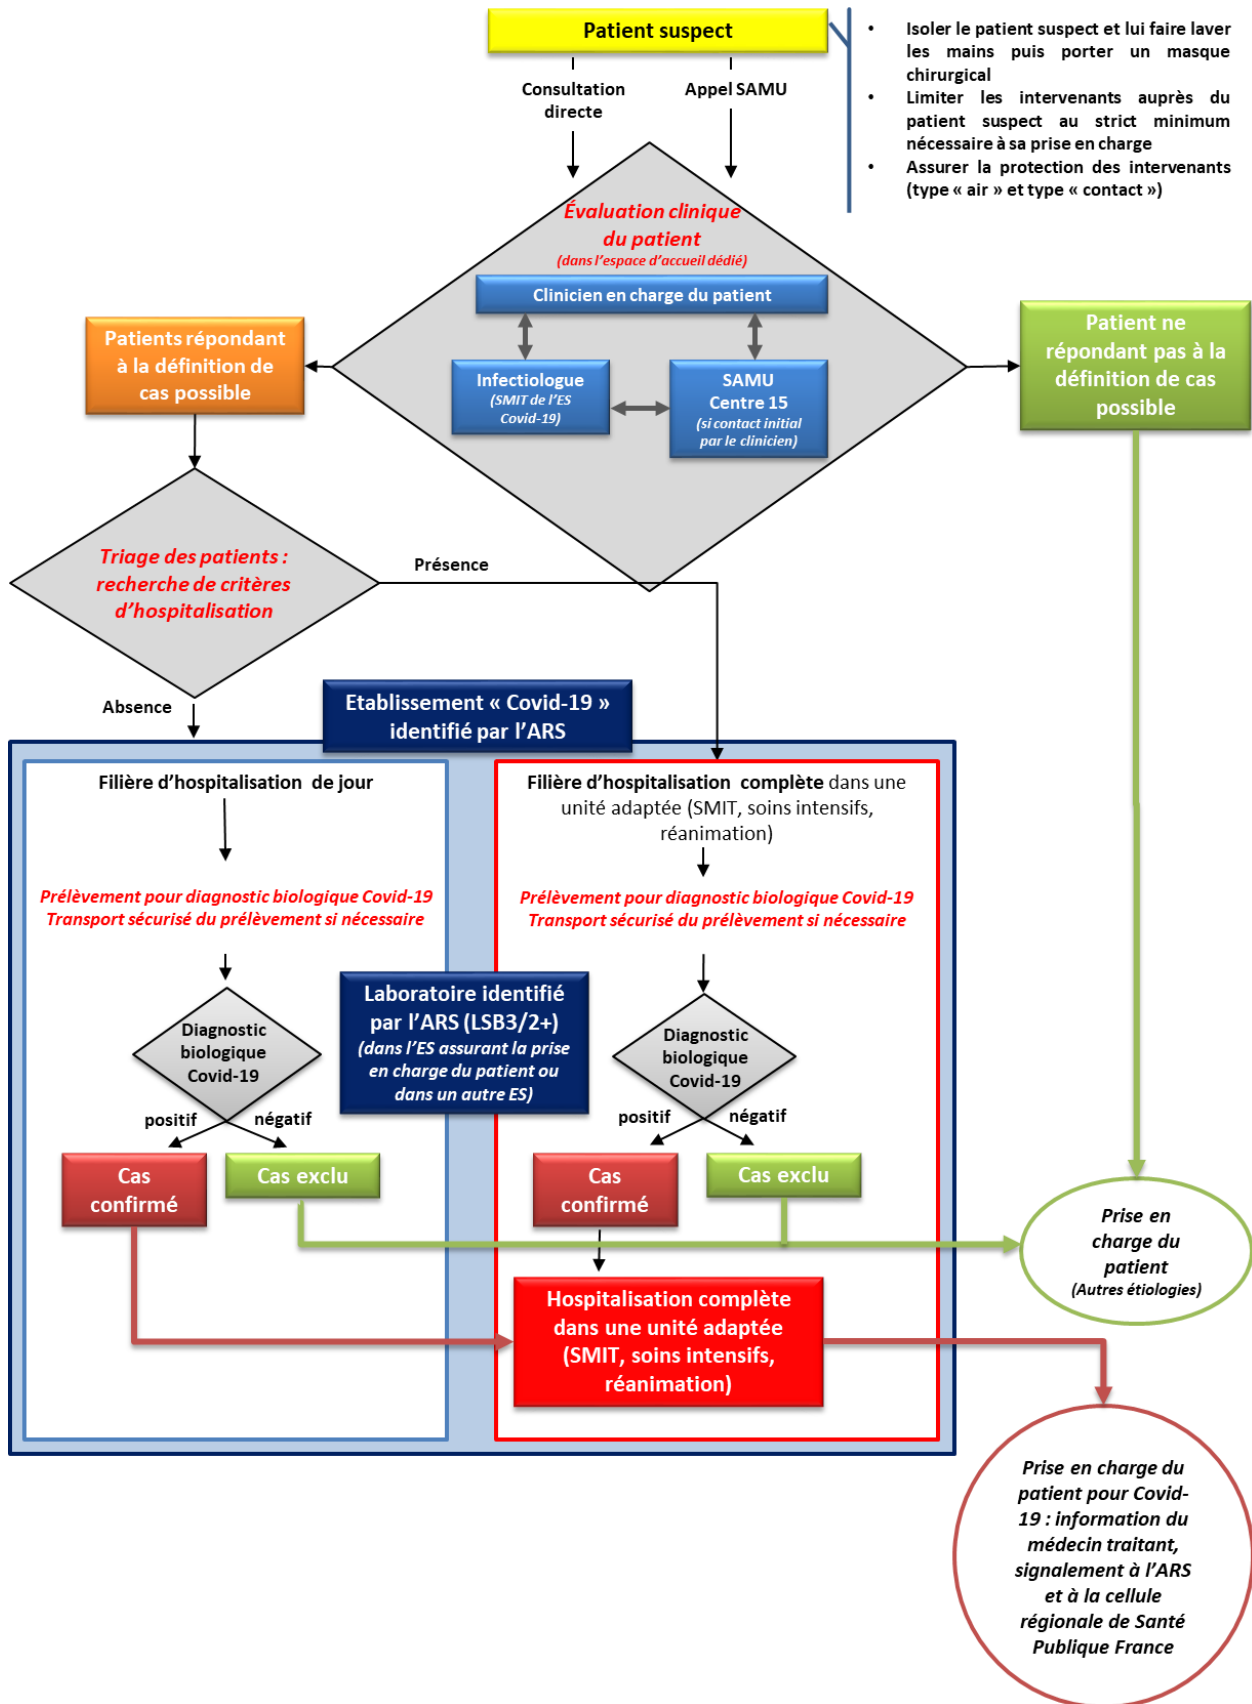 Patient suspect
• Isoler le patient suspect et lui faire laver
les mains puis porter un masque
chirurgical
• Limiter les intervenants auprès du
patient suspect au strict minimum
nécessaire à sa prise en charge
• Assurer la protection des intervenants
(type « air » et type « contact »)
Consultation
directe
Appel SAMU
Évaluation clinique
du patient
(dans l'espace d'accueil dédié)
Clinicien en charge du patient
Infectiologue
(SMIT de l'ES
Covid-19)
SAMU
Centre 15
(si contact initial
par le clinicien)
Patients répondant
à la définition de
cas possible
Patient ne
répondant pas à la
définition de cas
possible
Triage des patients :
recherche de critères
d'hospitalisation
Présence
Absence
Etablissement « Covid-19 »
identifié par l'ARS
Filière d'hospitalisation de jour
Prélèvement pour diagnostic biologique Covid-19
Transport sécurisé du prélèvement si nécessaire
Diagnostic
biologique
Covid-19
positif
négatif
Cas
confirmé
Cas exclu
Laboratoire identifié
par l'ARS (LSB3/2+)
(dans l'ES assurant la prise
en charge du patient ou
dans un autre ES)
Filière d'hospitalisation complète dans une
unité adaptée (SMIT, soins intensifs,
réanimation)
Prélèvement pour diagnostic biologique Covid-19
Transport sécurisé du prélèvement si nécessaire
Diagnostic
biologique
Covid-19
positif
négatif
Cas
confirmé
Cas exclu
Hospitalisation complète
dans une unité adaptée
(SMIT, soins intensifs,
réanimation)
Prise en
charge du
patient
(Autres étiologies)
Prise en charge du
patient pour Covid-
19 : information du
médecin traitant,
signalement à l'ARS
et à la cellule
régionale de Santé
Publique France